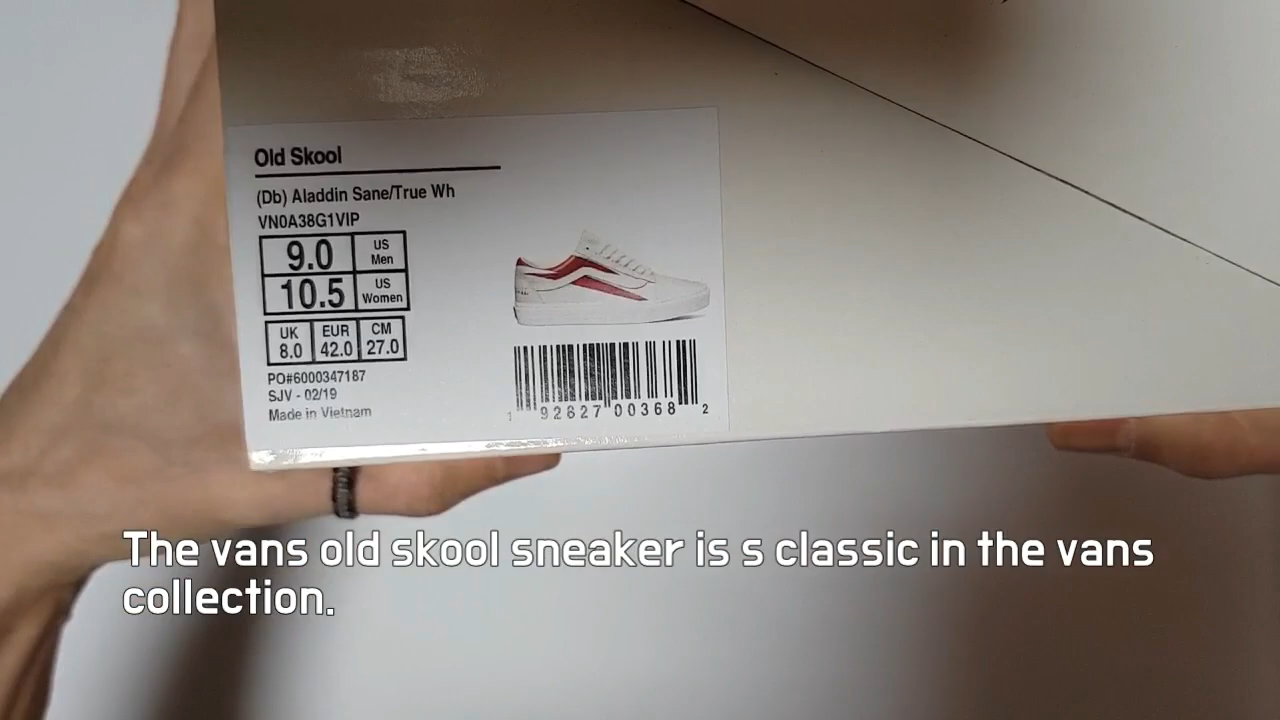 Old Skool
(Db) Aladdin Sane/True Wh
VN0A38G1VIP
9.0 US Men
10.5 US Women
UK EUR CM
8.0 42.0 27.0
PO#6000347187
SJV - 02/19
Made in Vietnam
1 92827 00368 2
The vans old skool sneaker is s classic in the vans
collection.